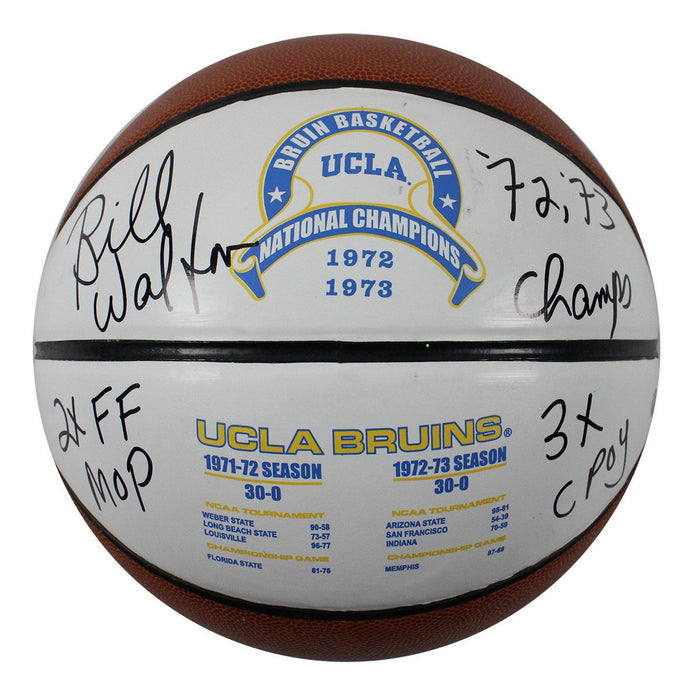 BRUIN BASKETBALL
UCLA
NATIONAL CHAMPIONS
1972
1973
Bill
Walton
'72,'73
Champs
2X FF
MOP
3X
CPOY
UCLA BRUINS®
1971-72 SEASON
30-0
NCAA TOURNAMENT
WEBER STATE 90-58
LONG BEACH STATE 73-57
LOUISVILLE 96-77
CHAMPIONSHIP GAME
FLORIDA STATE 81-76
1972-73 SEASON
30-0
NCAA TOURNAMENT
ARIZONA STATE 98-81
SAN FRANCISCO 54-39
INDIANA 70-59
CHAMPIONSHIP GAME
MEMPHIS 87-66